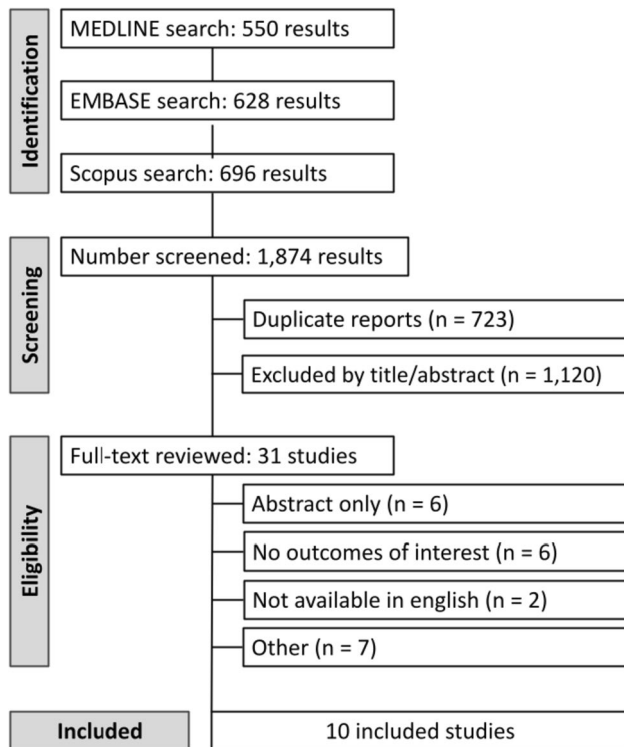 Identification
MEDLINE search: 550 results
EMBASE search: 628 results
Scopus search: 696 results
Screening
Number screened: 1,874 results
Duplicate reports (n = 723)
Excluded by title/abstract (n = 1,120)
Eligibility
Full-text reviewed: 31 studies
Abstract only (n = 6)
No outcomes of interest (n = 6)
Not available in english (n = 2)
Other (n = 7)
Included
10 included studies